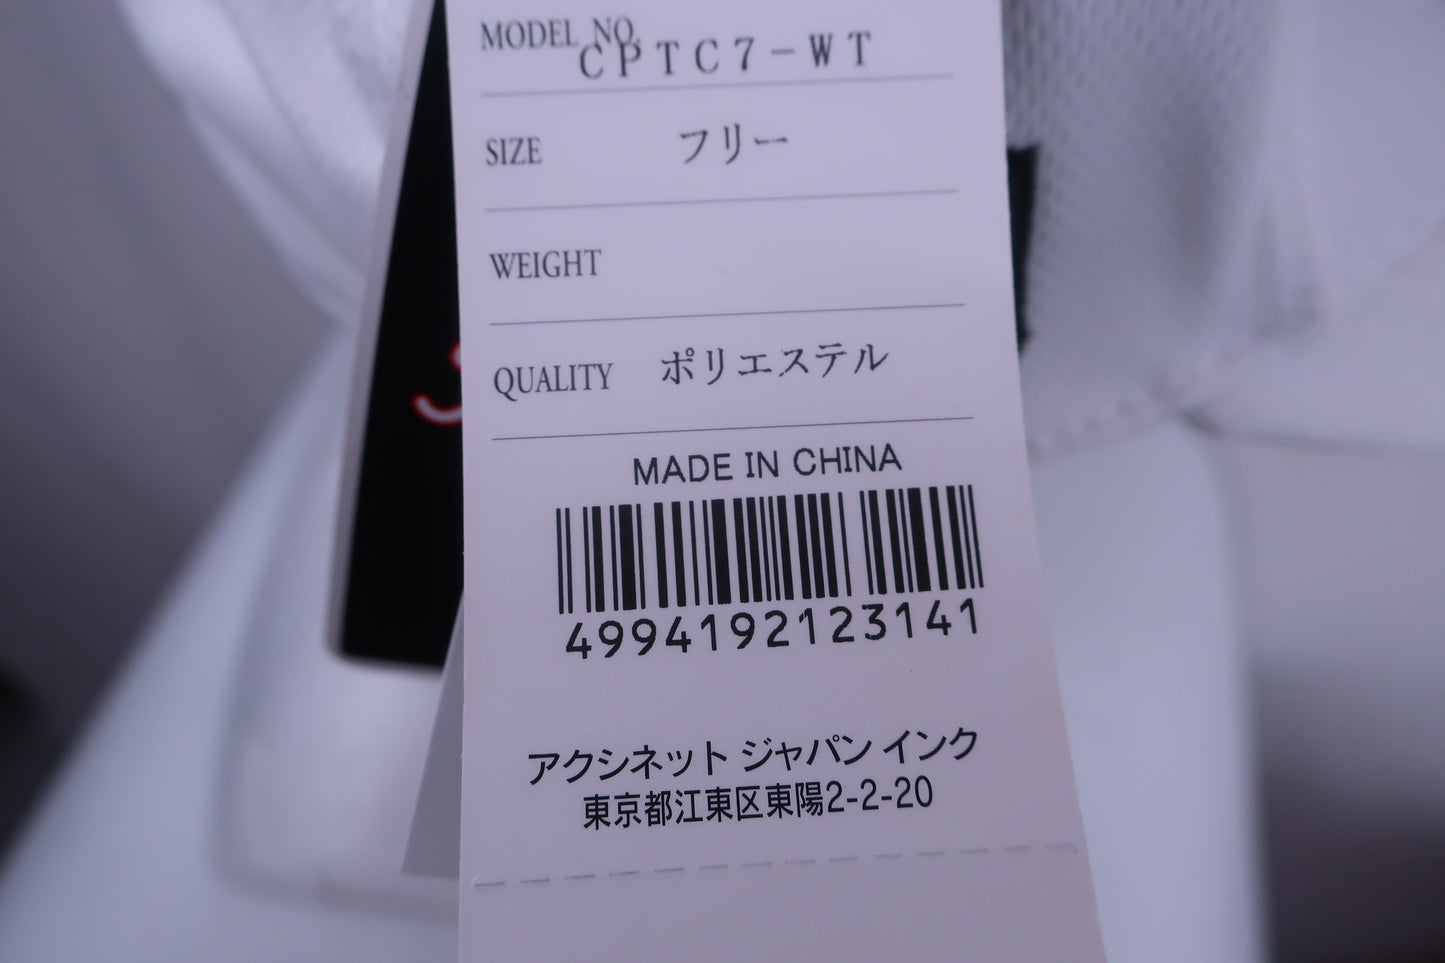 MODEL NO.
CPTC7-WT
SIZE フリー
WEIGHT
QUALITY ポリエステル
MADE IN CHINA
4994192123141
アクシネット ジャパン インク
東京都江東区東陽2-2-20